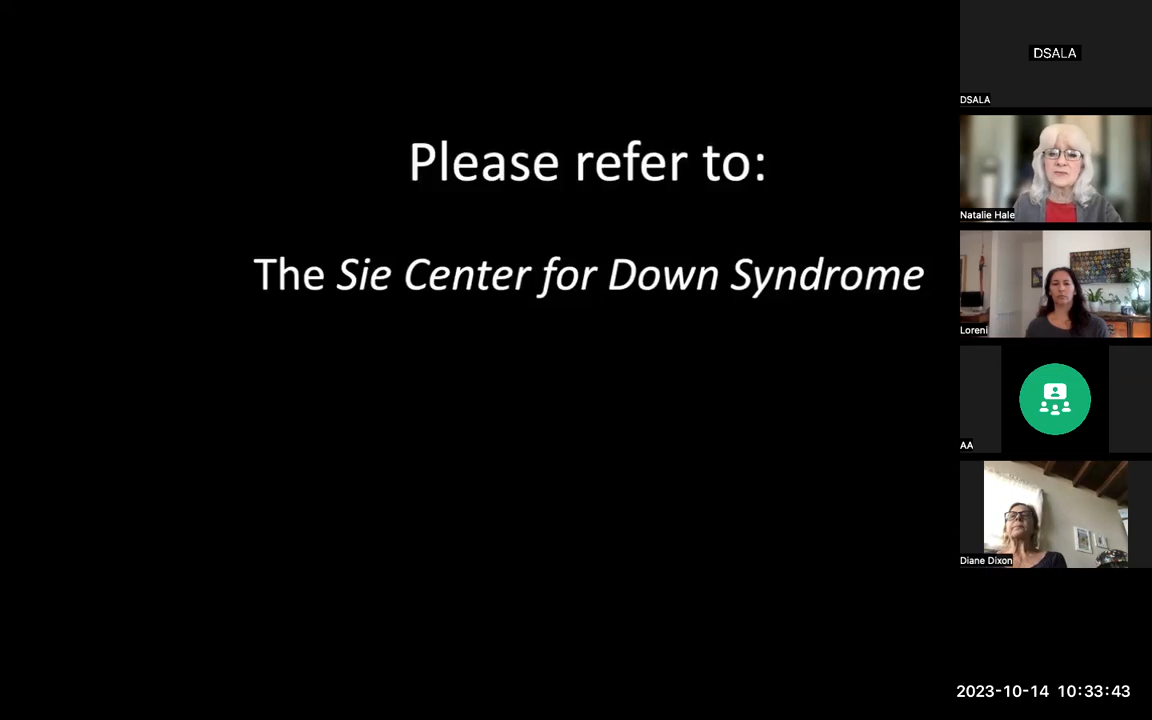 Please refer to:
The Sie Center for Down Syndrome
DSALA
DSALA
Natalie Hale
Loreni
AA
Diane Dixon
2023-10-14 10:33:43